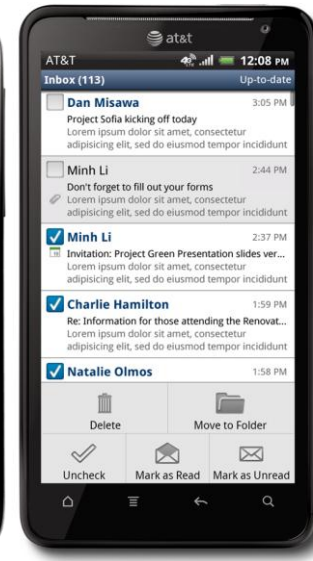 at&t
AT&T 12:08 PM
Inbox (113) Up-to-date
Dan Misawa 3:05 PM
Project Sofia kicking off today
Lorem ipsum dolor sit amet, consectetur
adipisicing elit, sed do eiusmod tempor incididunt
Minh Li 2:44 PM
Don't forget to fill out your forms
Lorem ipsum dolor sit amet, consectetur
adipisicing elit, sed do eiusmod tempor incididunt
Minh Li 2:37 PM
Invitation: Project Green Presentation slides ver...
Lorem ipsum dolor sit amet, consectetur
adipisicing elit, sed do eiusmod tempor incididunt
Charlie Hamilton 1:59 PM
Re: Information for those attending the Renovat...
Lorem ipsum dolor sit amet, consectetur
adipisicing elit, sed do eiusmod tempor incididunt
Natalie Olmos 1:58 PM
Delete Move to Folder
Uncheck Mark as Read Mark as Unread